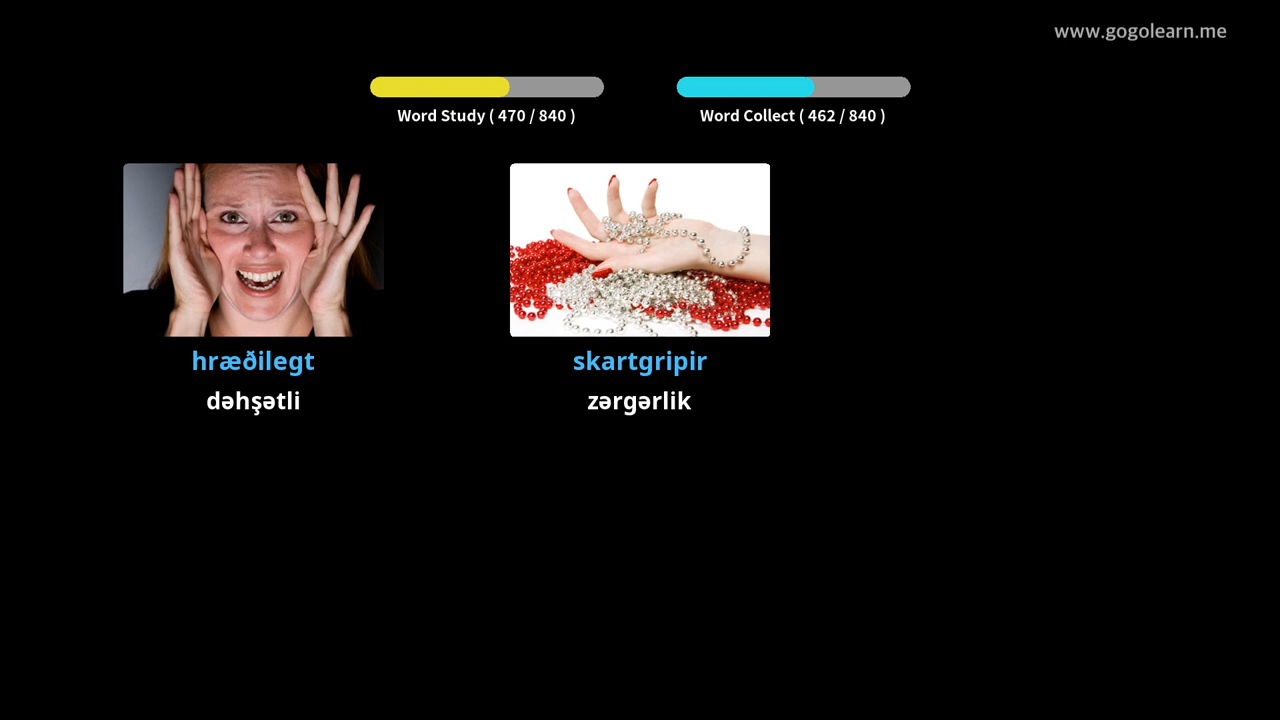 www.gogolearn.me
Word Study ( 470 / 840 )
Word Collect ( 462 / 840 )
hræðilegt
dəhşətli
skartgripir
zərgərlik